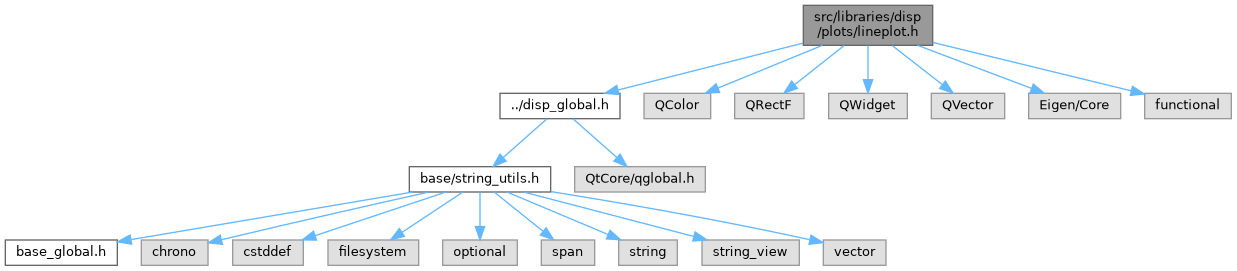 src/libraries/disp
/plots/lineplot.h
../disp_global.h
QColor
QRectF
QWidget
QVector
Eigen/Core
functional
base/string_utils.h
QtCore/qglobal.h
base_global.h
chrono
cstddef
filesystem
optional
span
string
string_view
vector